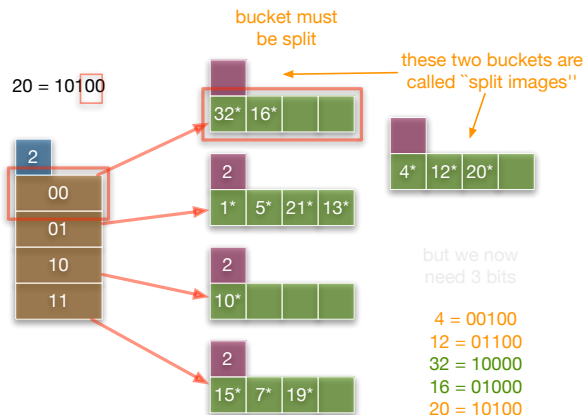 bucket must
be split
these two buckets are
called ``split images''
20 = 10100
32* 16*
2
4* 12* 20*
00
2
1* 5* 21* 13*
01
10
but we now
need 3 bits
11
2
10*
4 = 00100
12 = 01100
32 = 10000
16 = 01000
20 = 10100
2
15* 7* 19*